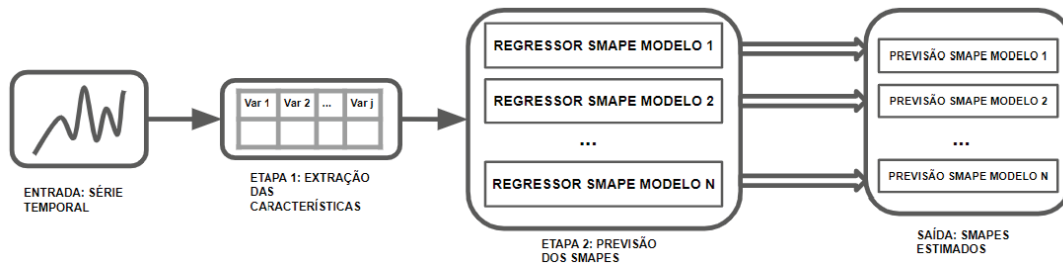 ENTRADA: SÉRIE
TEMPORAL
Var 1 Var 2 ... Var j
ETAPA 1: EXTRAÇÃO
DAS
CARACTERÍSTICAS
REGRESSOR SMAPE MODELO 1
REGRESSOR SMAPE MODELO 2
...
REGRESSOR SMAPE MODELO N
ETAPA 2: PREVISÃO
DOS SMAPES
PREVISÃO SMAPE MODELO 1
PREVISÃO SMAPE MODELO 2
...
PREVISÃO SMAPE MODELO N
SAÍDA: SMAPES
ESTIMADOS